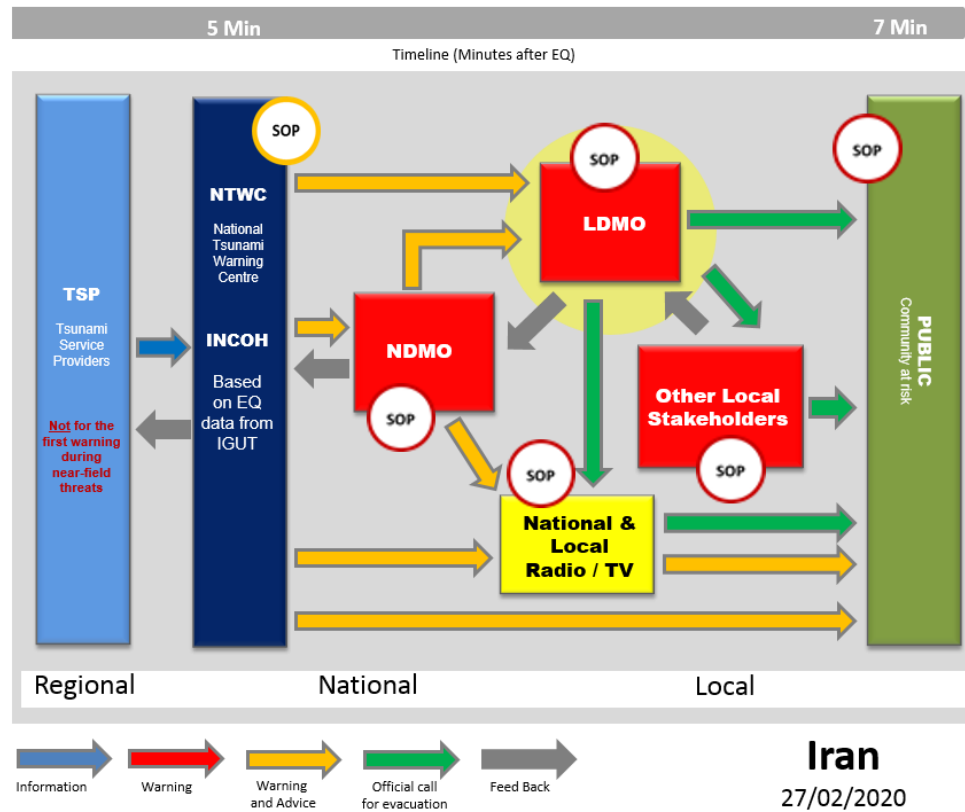 5 Min
7 Min
Timeline (Minutes after EQ)
SOP
SOP
SOP
NTWC
National
Tsunami
Warning
Centre
LDMO
TSP
Tsunami
Service
Providers
INCOH
Based
on EQ
data from
IGUT
NDMO
SOP
Other Local
Stakeholders
SOP
PUBLIC
Community at risk
Not for the
first warning
during
near-field
threats
SOP
National &
Local
Radio / TV
Regional
National
Local
Information
Warning
Warning
and Advice
Official call
for evacuation
Feed Back
Iran
27/02/2020